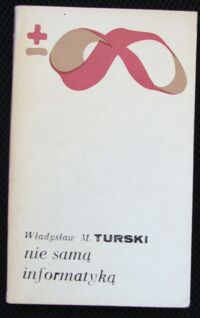 Władysław M. TURSKI
nie samą
informatyką